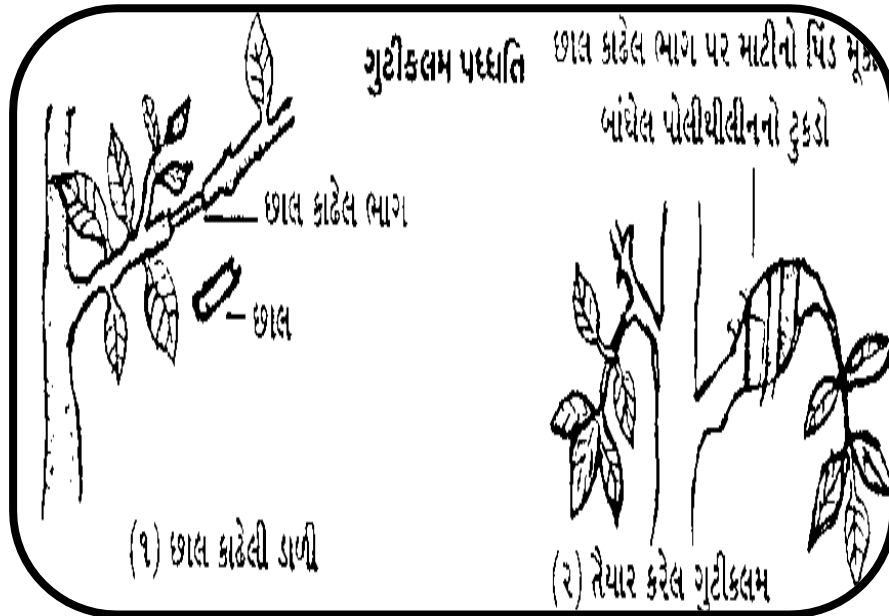 ગુટીકલમ પધ્ધતિ
છાલ કાઢેલ ભાગ પર માટીનો પિંડ
બાંધેલ પોલીથીલીનનો ટુકડો
છાલ કાઢેલ ભાગ
છાલ
(૧) છાલ કાઢેલી ડાળી
(૨) તૈયાર કરેલ ગુટીકલમ